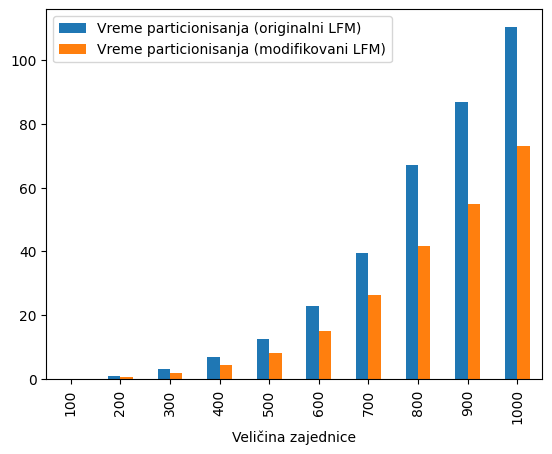 Vreme particionisanja (originalni LFM)
Vreme particionisanja (modifikovani LFM)
100
80
60
40
20
0
100 200 300 400 500 600 700 800 900 1000
Veličina zajednice